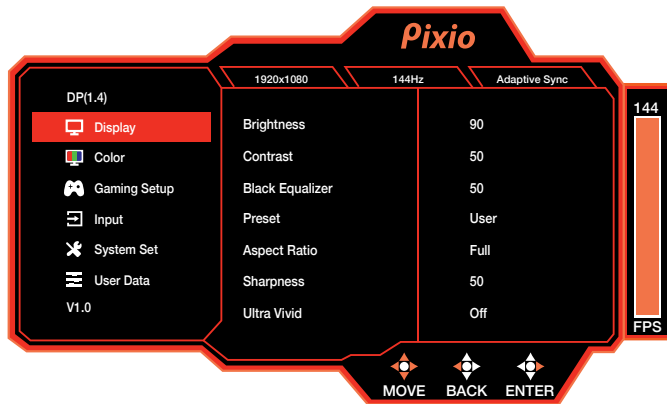 Pixio
1920x1080 144Hz Adaptive Sync
DP(1.4)
Display
Color
Gaming Setup
Input
System Set
User Data
V1.0
Brightness 90
Contrast 50
Black Equalizer 50
Preset User
Aspect Ratio Full
Sharpness 50
Ultra Vivid Off
144
FPS
MOVE BACK ENTER